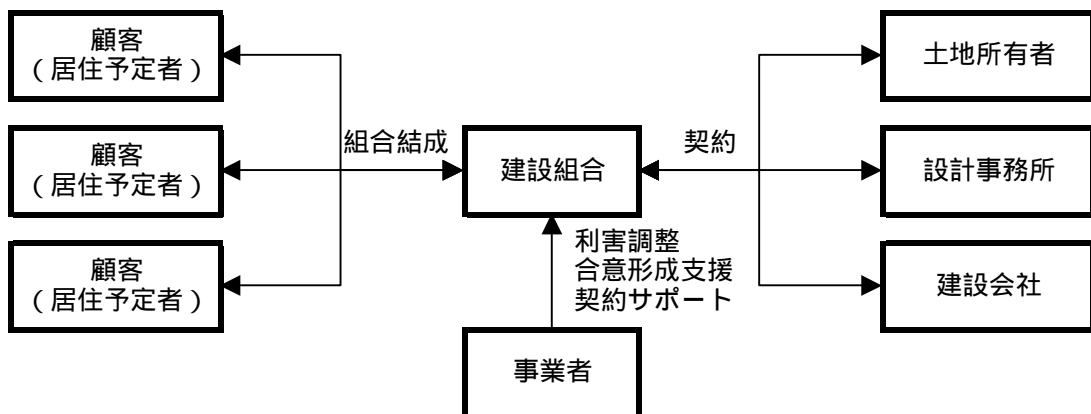 顧客
（居住予定者）
顧客
（居住予定者）
顧客
（居住予定者）
組合結成
建設組合
契約
土地所有者
設計事務所
建設会社
利害調整
合意形成支援
契約サポート
事業者